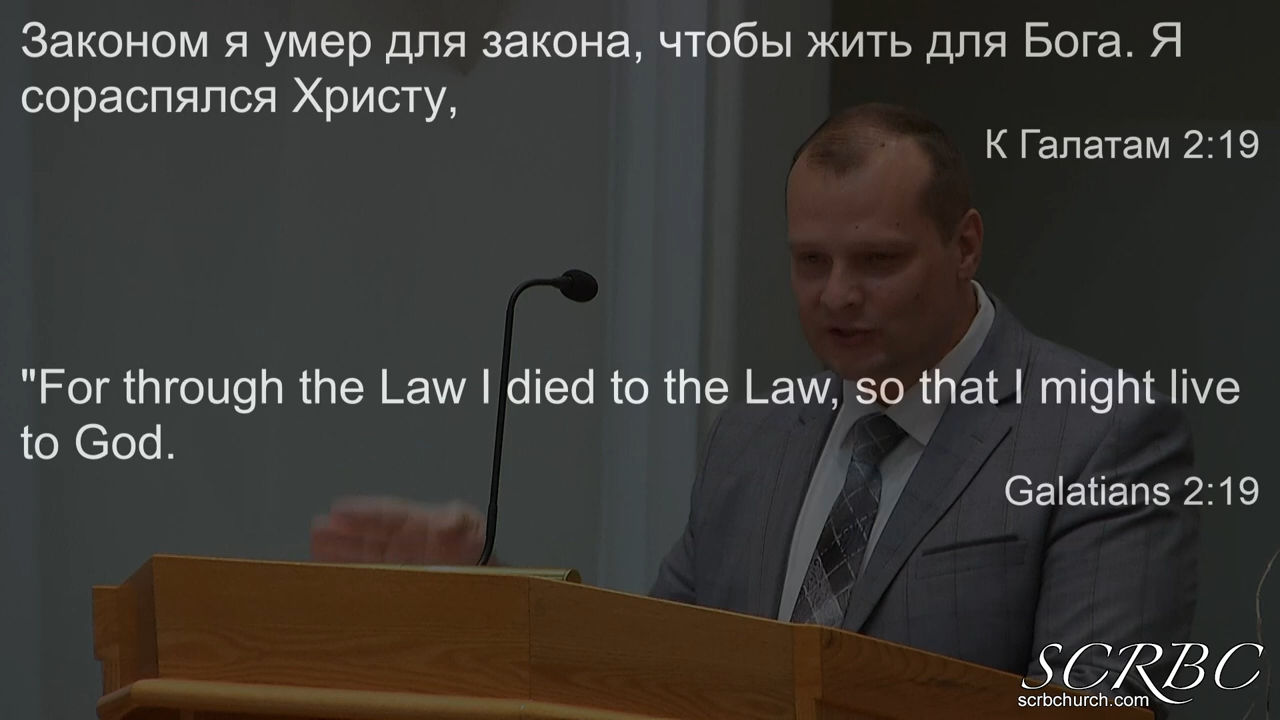 Законом я умер для закона, чтобы жить для Бога. Я
сораспялся Христу,
К Галатам 2:19
"For through the Law I died to the Law, so that I might live
to God.
Galatians 2:19
SCRBC
scrbchurch.com